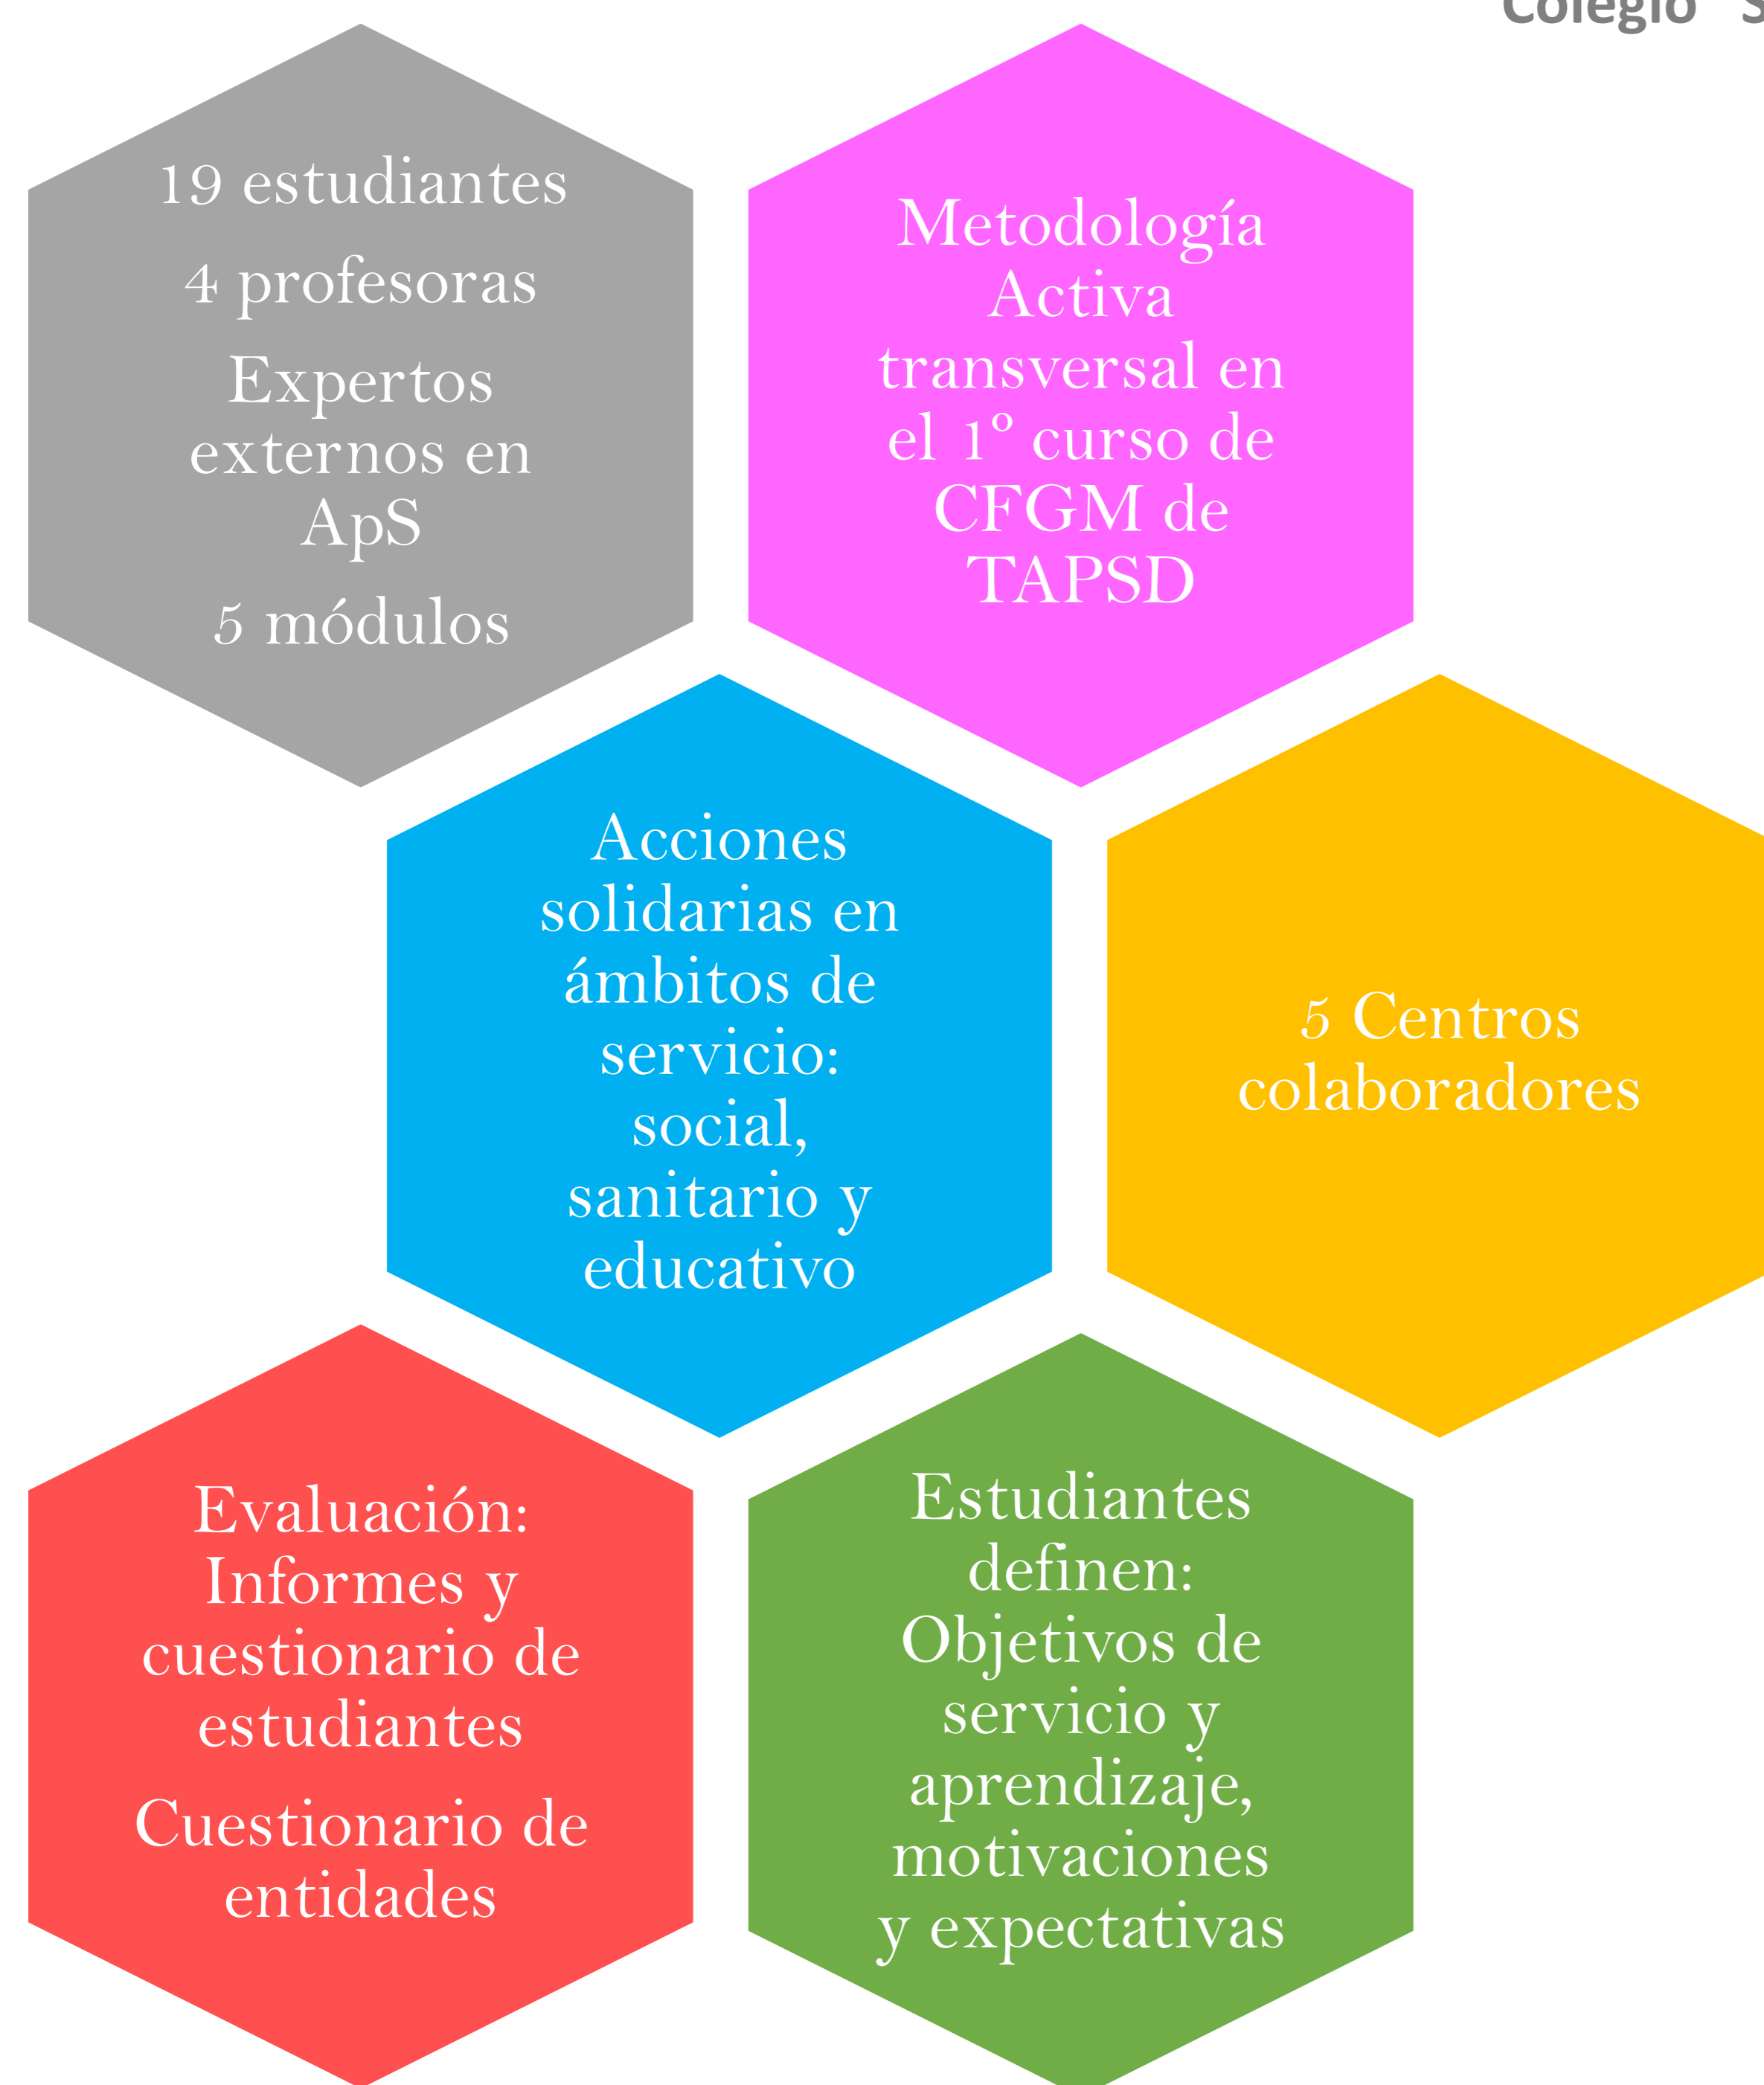 Colegio
19 estudiantes
4 profesoras
Expertos
externos en
ApS
5 módulos
Metodología
Activa
transversal en
el 1º curso de
CFGM de
TAPSD
Acciones
solidarias en
ámbitos de
servicio:
social,
sanitario y
educativo
5 Centros
colaboradores
Evaluación:
Informes y
cuestionario de
estudiantes
Cuestionario de
entidades
Estudiantes
definen:
Objetivos de
servicio y
aprendizaje,
motivaciones
y expectativas